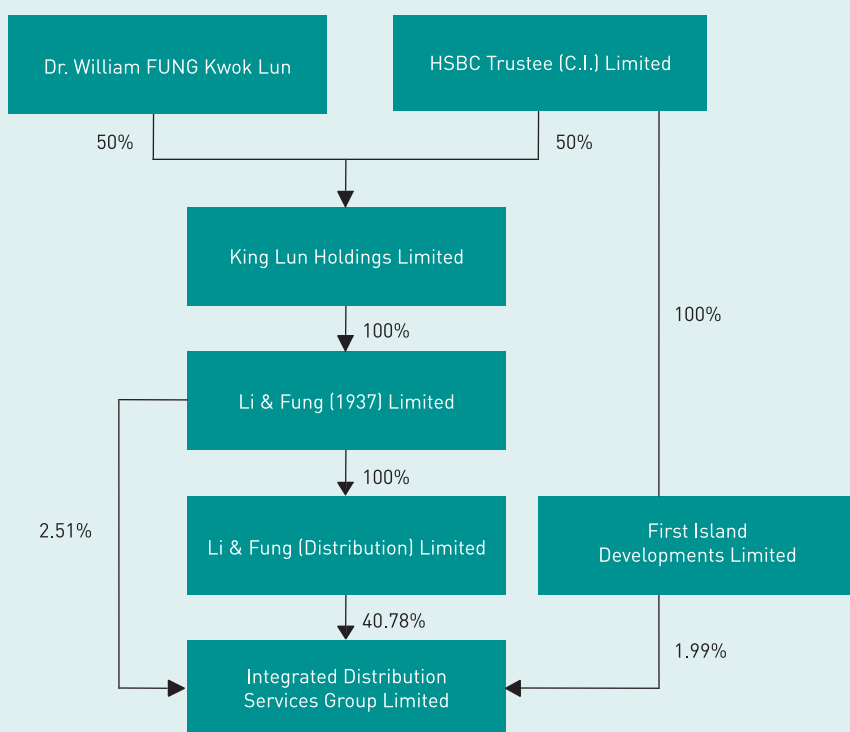 Dr. William FUNG Kwok Lun
HSBC Trustee (C.I.) Limited
50%
50%
King Lun Holdings Limited
100%
100%
Li & Fung (1937) Limited
100%
2.51%
Li & Fung (Distribution) Limited
First Island
Developments Limited
40.78%
1.99%
Integrated Distribution
Services Group Limited